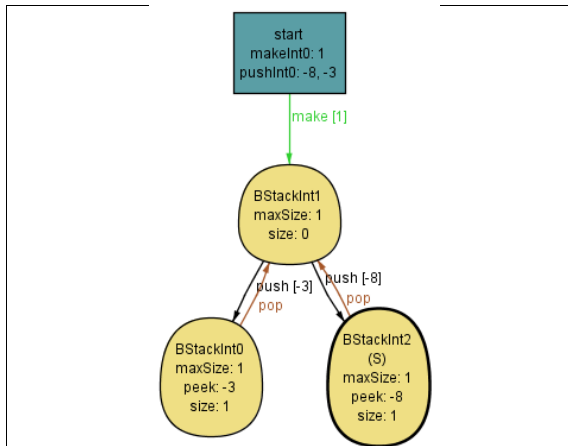 start
makeInt0: 1
pushInt0: -8, -3
make [1]
BStackInt1
maxSize: 1
size: 0
push [-3]
pop
push [-8]
pop
BStackInt0
maxSize: 1
peek: -3
size: 1
BStackInt2
(S)
maxSize: 1
peek: -8
size: 1